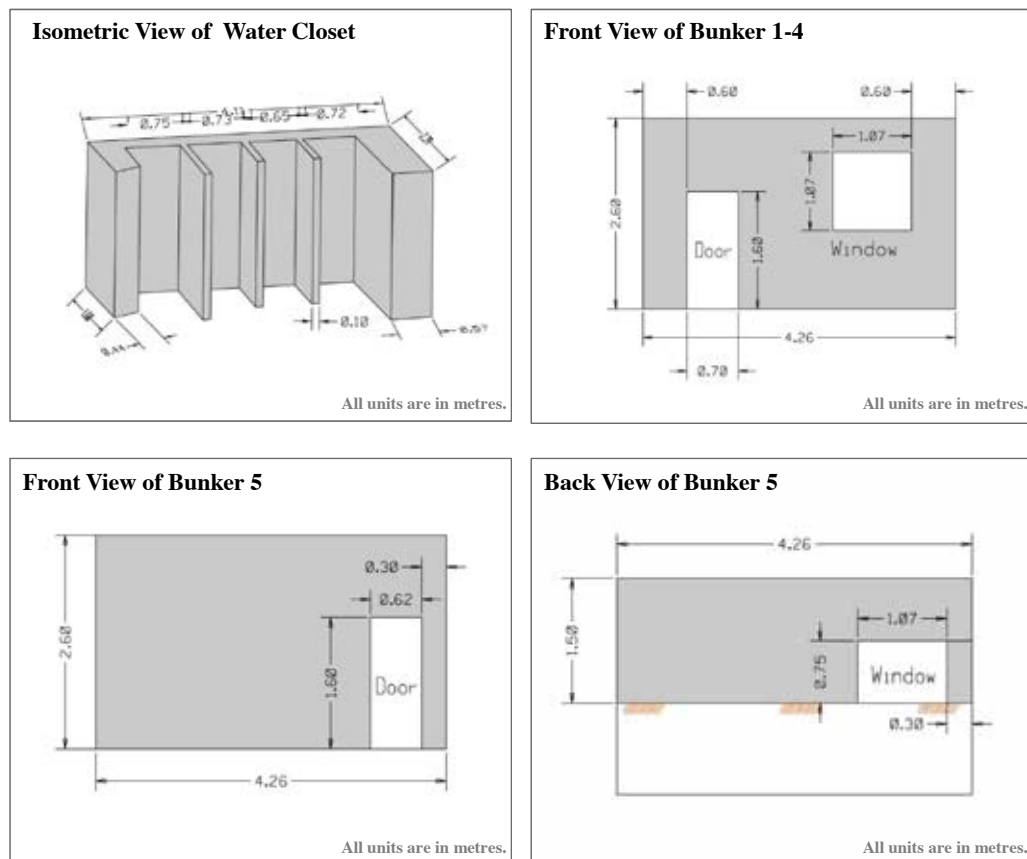 Isometric View of Water Closet
0.75
0.73
0.65
0.72
0.10
All units are in metres.
Front View of Bunker 1-4
0.60
0.60
1.07
1.07
2.60
Door
1.60
Window
4.26
0.70
All units are in metres.
Front View of Bunker 5
0.30
0.62
2.60
1.60
Door
4.26
All units are in metres.
Back View of Bunker 5
4.26
1.50
1.07
0.75
Window
0.30
All units are in metres.